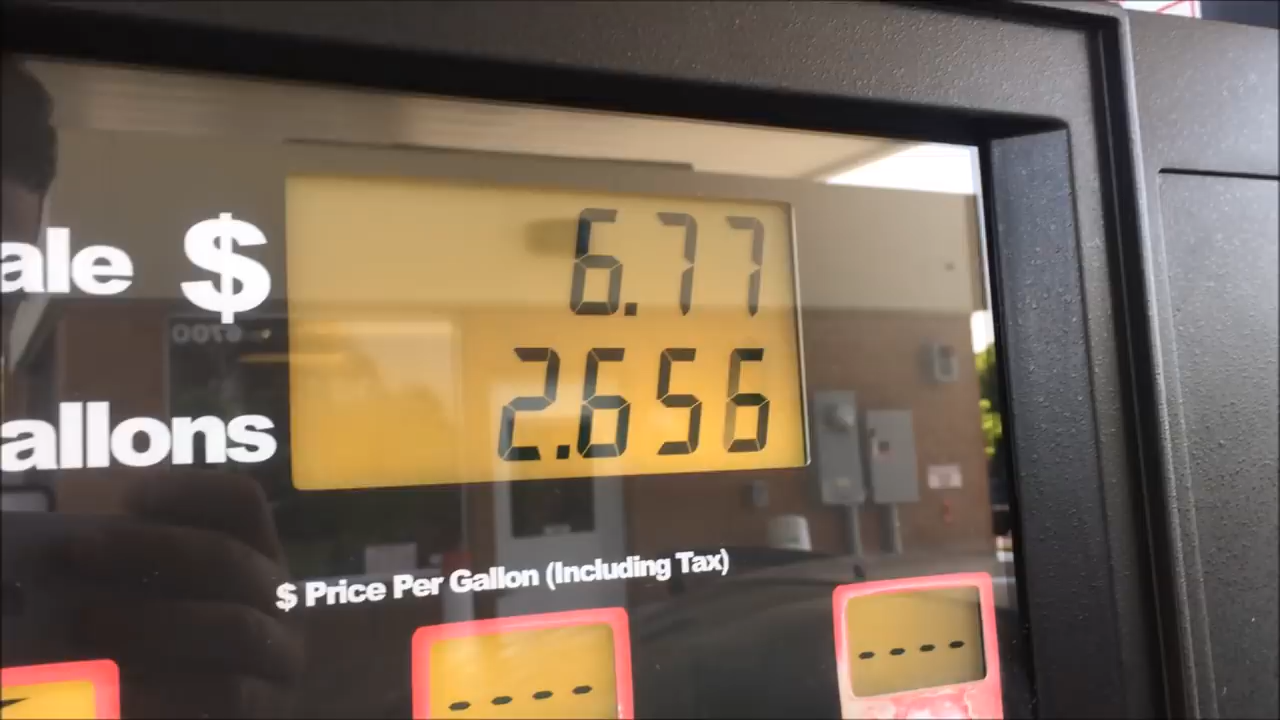 ale $ 6.77
allons 2.656
$ Price Per Gallon (Including Tax)
- - - -
- - - -